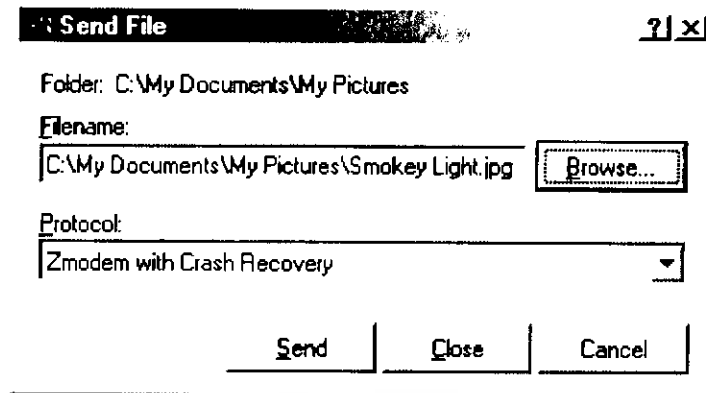 Send File ? ×
Folder: C:\My Documents\My Pictures
Filename:
C:\My Documents\My Pictures\Smokey Light.jpg Browse...
Protocol:
Zmodem with Crash Recovery
Send Close Cancel